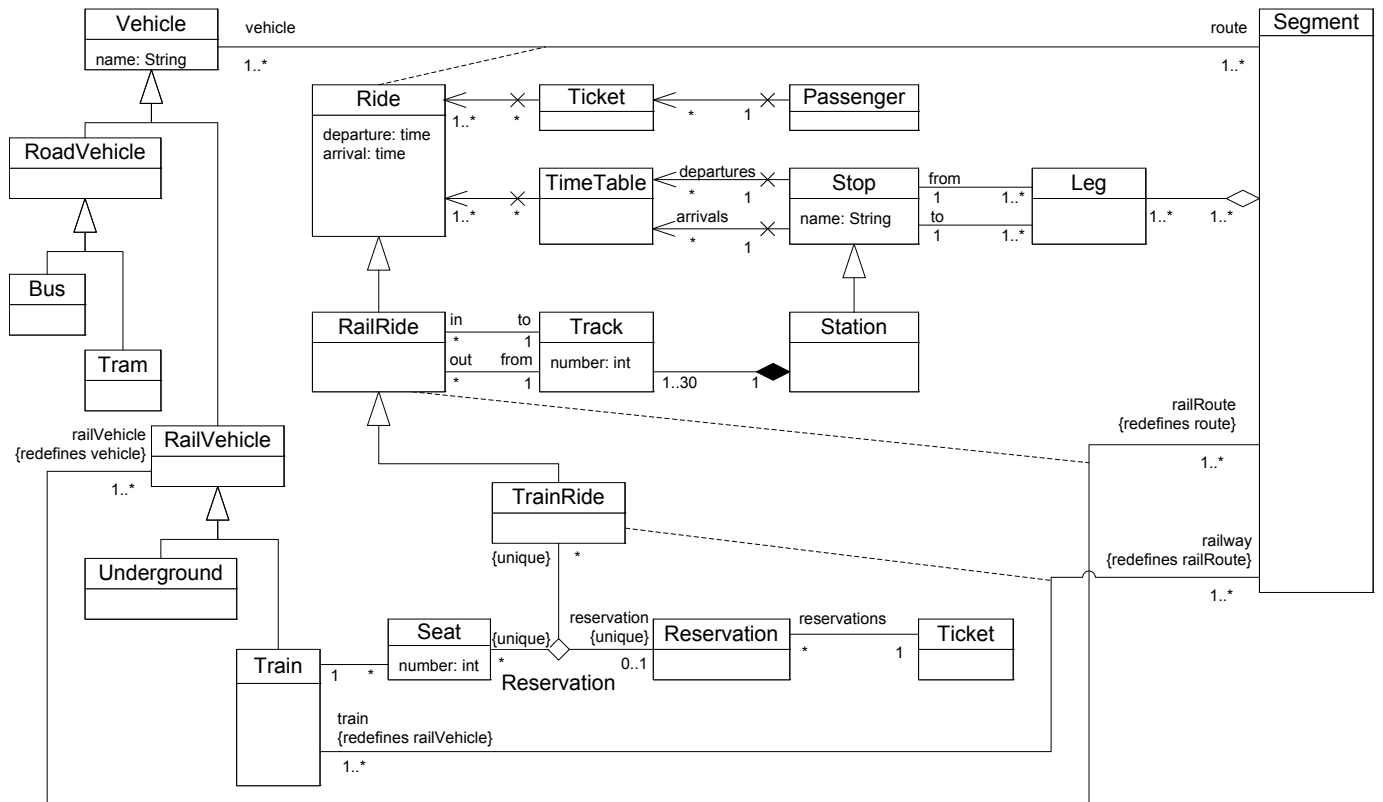 Vehicle
name: String
vehicle
1..*
route
1..*
Segment
Ride
departure: time
arrival: time
1..*
*
Ticket
*
1
Passenger
RoadVehicle
1..*
*
TimeTable
departures
*
1
arrivals
*
1
Stop
name: String
from
1
1..*
to
1
1..*
Leg
1..*
1..*
Bus
Tram
RailRide
in
to
*
1
out
from
*
1
Track
number: int
1..30
1
Station
railVehicle
{redefines vehicle}
1..*
RailVehicle
railRoute
{redefines route}
1..*
TrainRide
{unique}
*
Underground
railway
{redefines railRoute}
1..*
Train
1
*
Seat
number: int
{unique}
*
Reservation
reservation
{unique}
0..1
Reservation
reservations
*
1
Ticket
train
{redefines railVehicle}
1..*